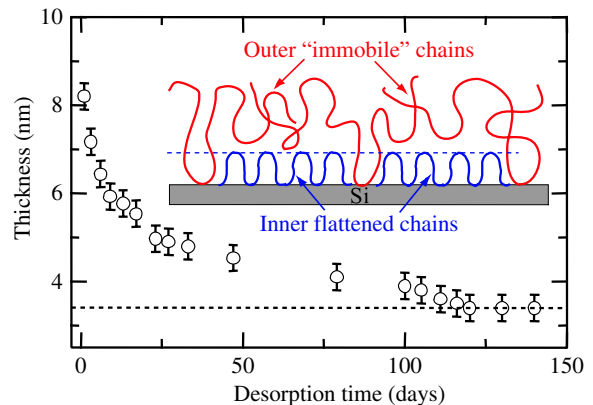 Outer “immobile” chains
Si
Inner flattened chains
Thickness (nm)
8
6
4
0
50
100
150
Desorption time (days)